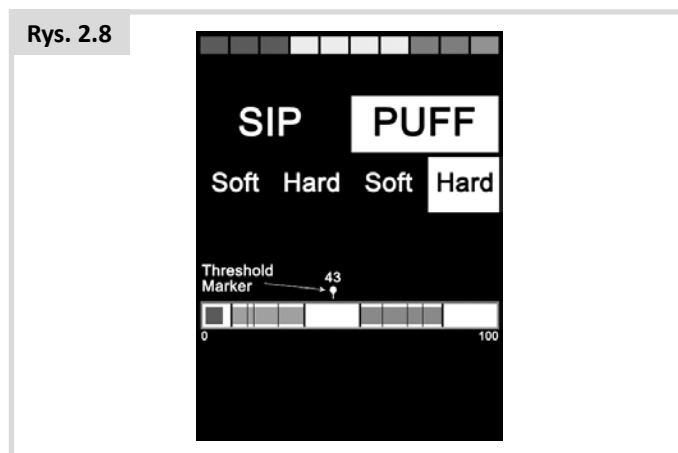 Rys. 2.8
SIP PUFF
Soft Hard Soft Hard
Threshold
Marker
43
0 100